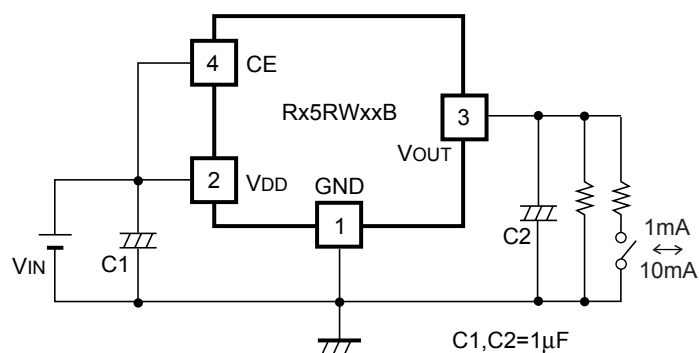 4
CE
Rx5RWxxB
3
VOUT
2
VDD
GND
1
VIN
C1
C2
1mA
10mA
C1,C2=1μF